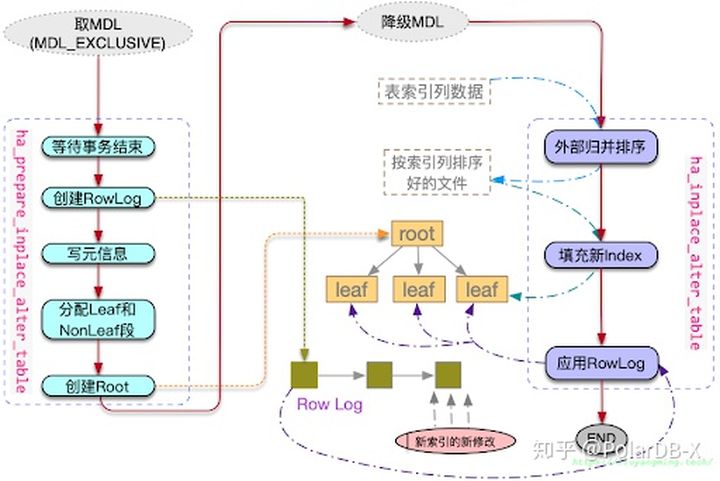 取MDL
(MDL_EXCLUSIVE)
降级MDL
ha_prepare_inplace_alter_table
等待事务结束
创建RowLog
写元信息
分配Leaf和
NonLeaf段
创建Root
表索引列数据
按索引列排序
好的文件
root
leaf
leaf
leaf
Row Log
新索引的新修改
ha_inplace_alter_table
外部归并排序
填充新Index
应用RowLog
END
知乎 @PolarDB-X